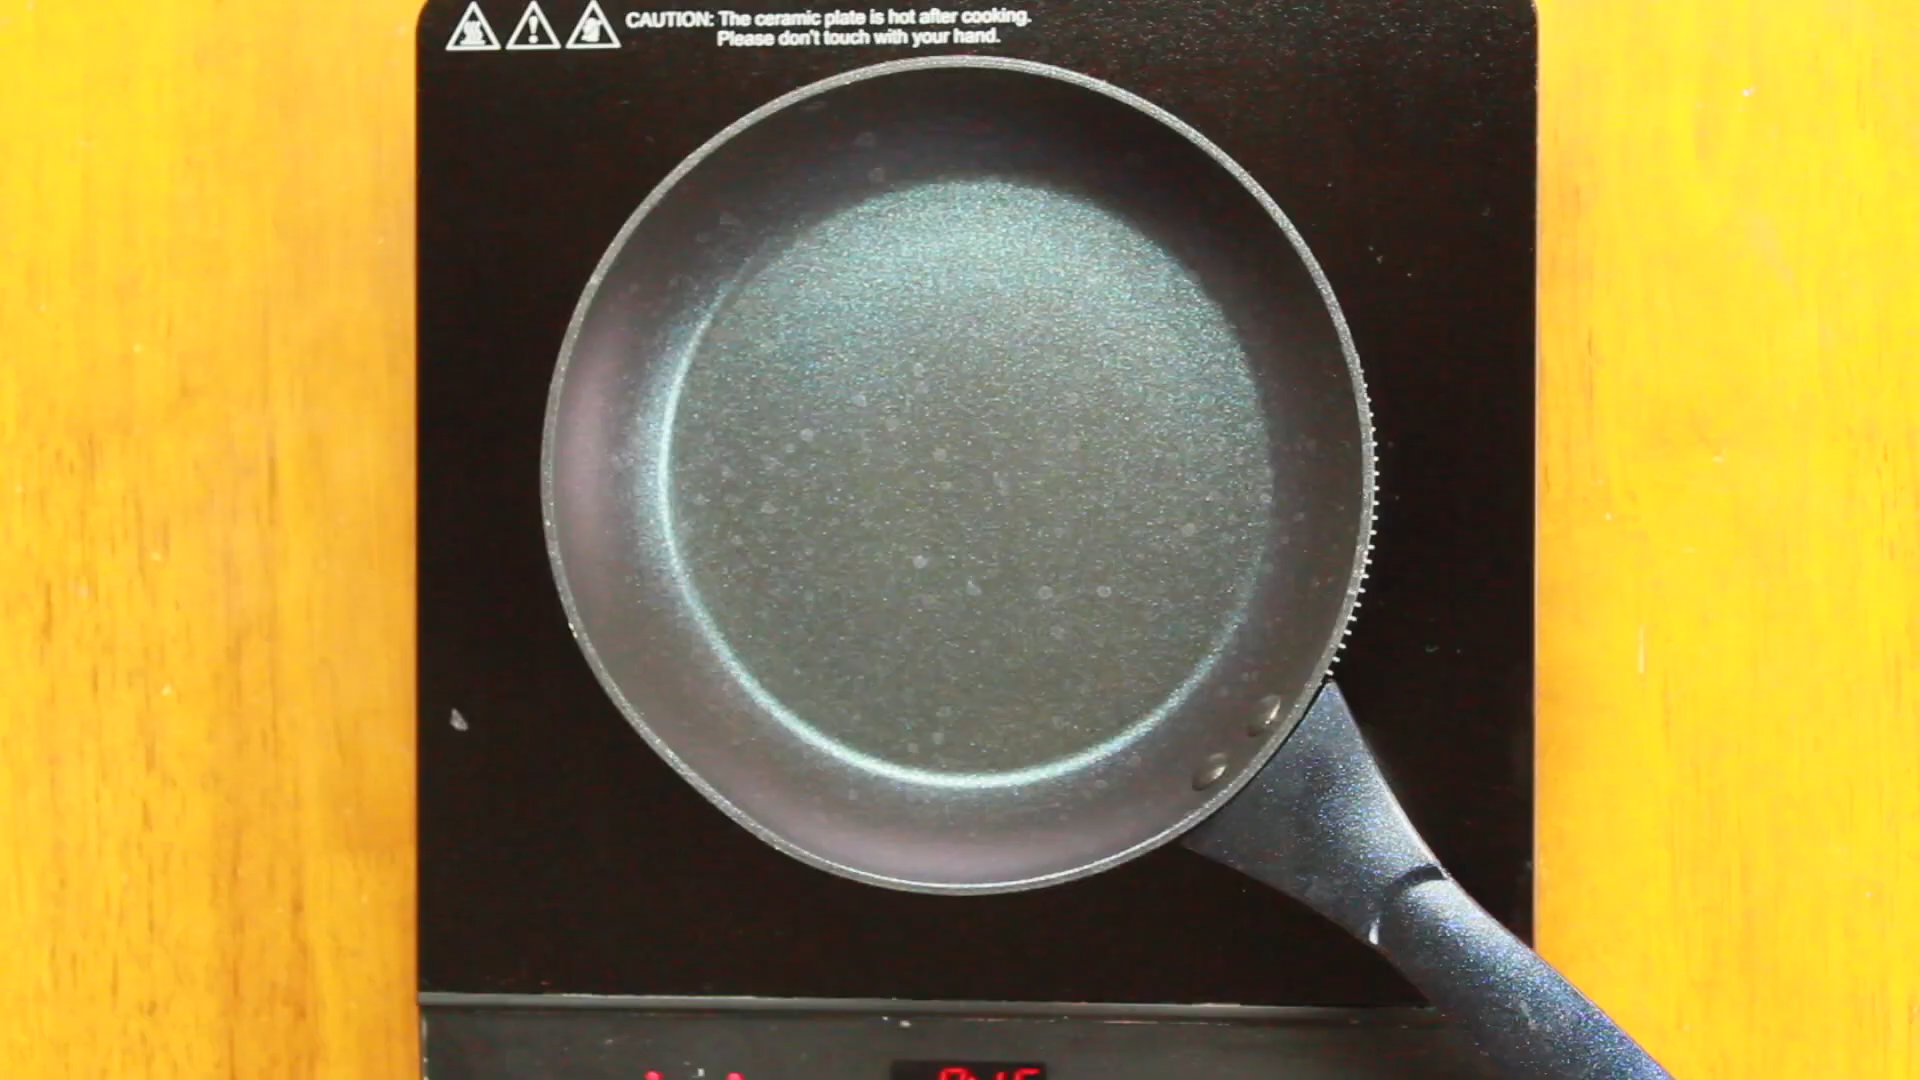 CAUTION: The ceramic plate is hot after cooking.
Please don't touch with your hand.